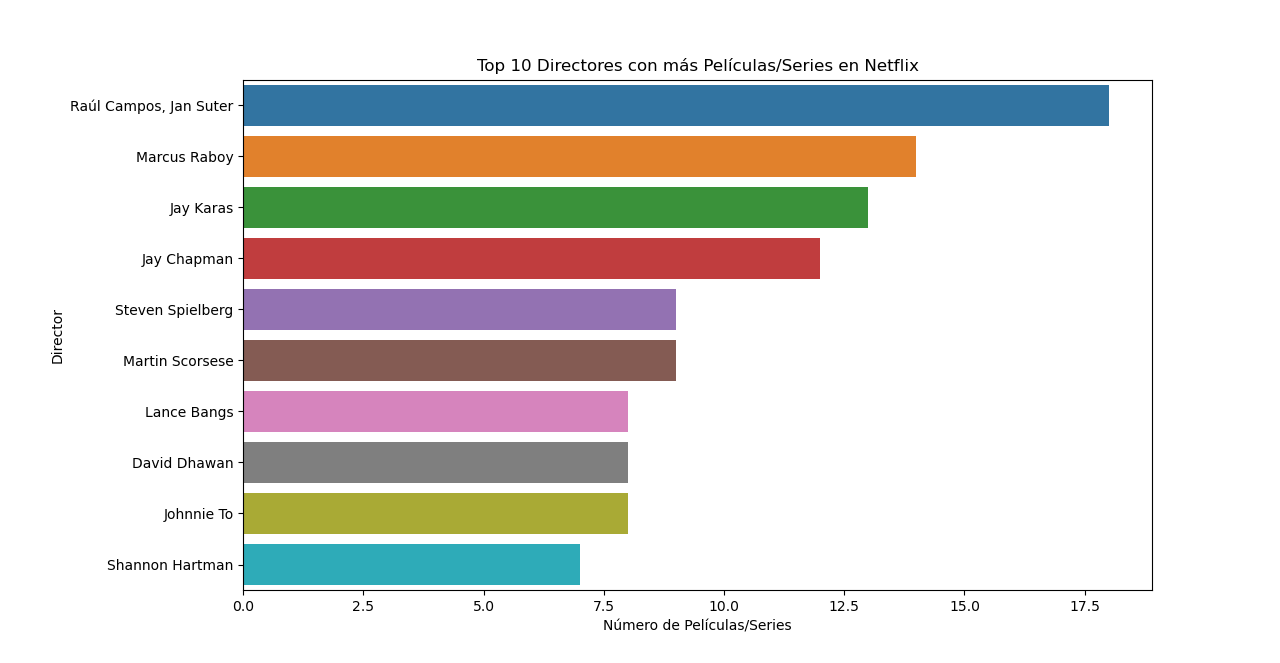 Top 10 Directores con más Películas/Series en Netflix
Raúl Campos, Jan Suter
Marcus Raboy
Jay Karas
Jay Chapman
Steven Spielberg
Martin Scorsese
Lance Bangs
David Dhawan
Johnnie To
Shannon Hartman
Director
0.0 2.5 5.0 7.5 10.0 12.5 15.0 17.5
Número de Películas/Series